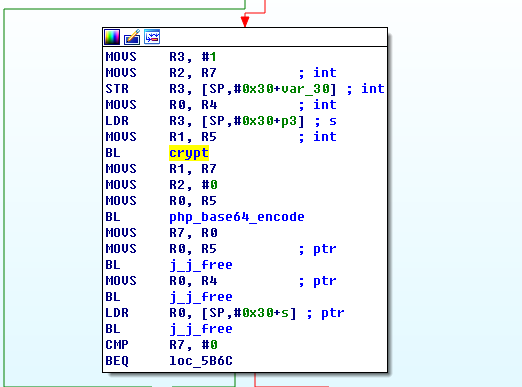 MOVS R3, #1
MOVS R2, R7 ; int
STR R3, [SP,#0x30+var_30] ; int
MOVS R0, R4 ; int
LDR R3, [SP,#0x30+p3] ; s
MOVS R1, R5 ; int
BL crypt
MOVS R1, R7
MOVS R2, #0
MOVS R0, R5
BL php_base64_encode
MOVS R7, R0
MOVS R0, R5 ; ptr
BL j_j_free
MOVS R0, R4 ; ptr
BL j_j_free
LDR R0, [SP,#0x30+s] ; ptr
BL j_j_free
CMP R7, #0
BEQ loc_5B6C